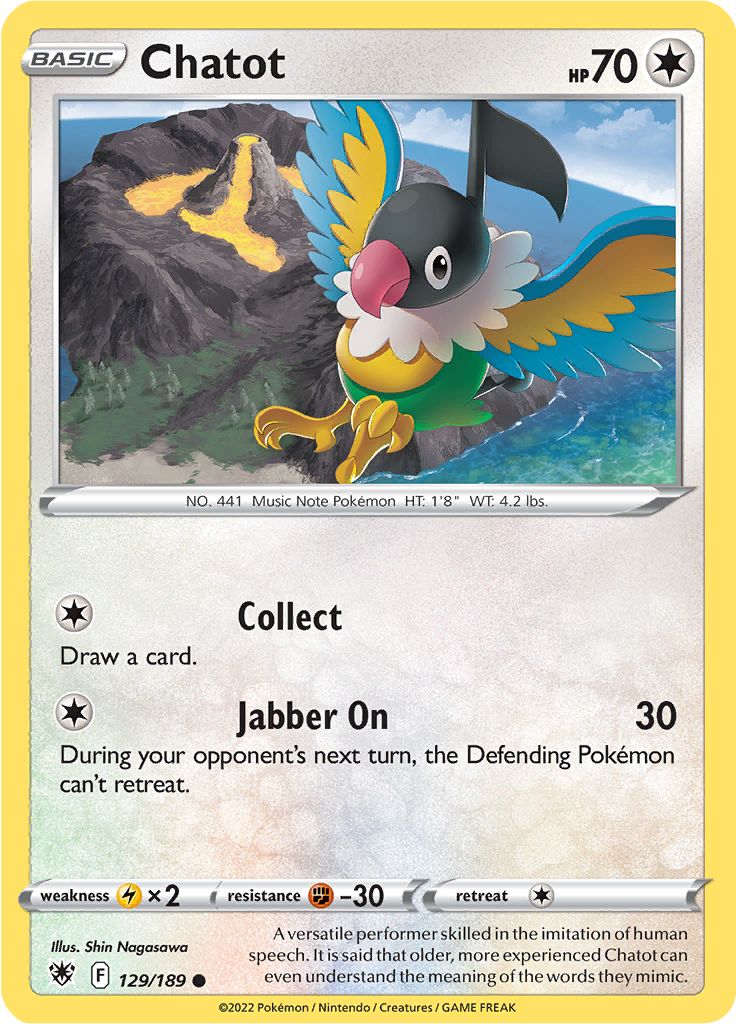 BASIC Chatot HP70
NO. 441 Music Note Pokémon HT: 1'8" WT: 4.2 lbs.
Collect
Draw a card.
Jabber On 30
During your opponent's next turn, the Defending Pokémon
can't retreat.
weakness ×2 resistance -30 retreat
Illus. Shin Nagasawa
F 129/189
A versatile performer skilled in the imitation of human
speech. It is said that older, more experienced Chatot can
even understand the meaning of the words they mimic.
©2022 Pokémon / Nintendo / Creatures / GAME FREAK